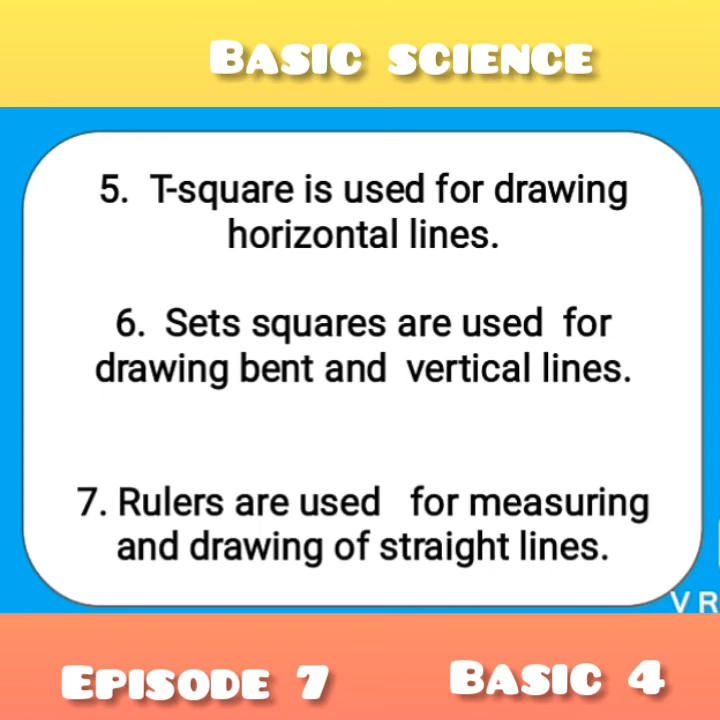 BASIC SCIENCE
5. T-square is used for drawing
horizontal lines.
6. Sets squares are used for
drawing bent and vertical lines.
7. Rulers are used for measuring
and drawing of straight lines.
V R
EPISODE 7 BASIC 4